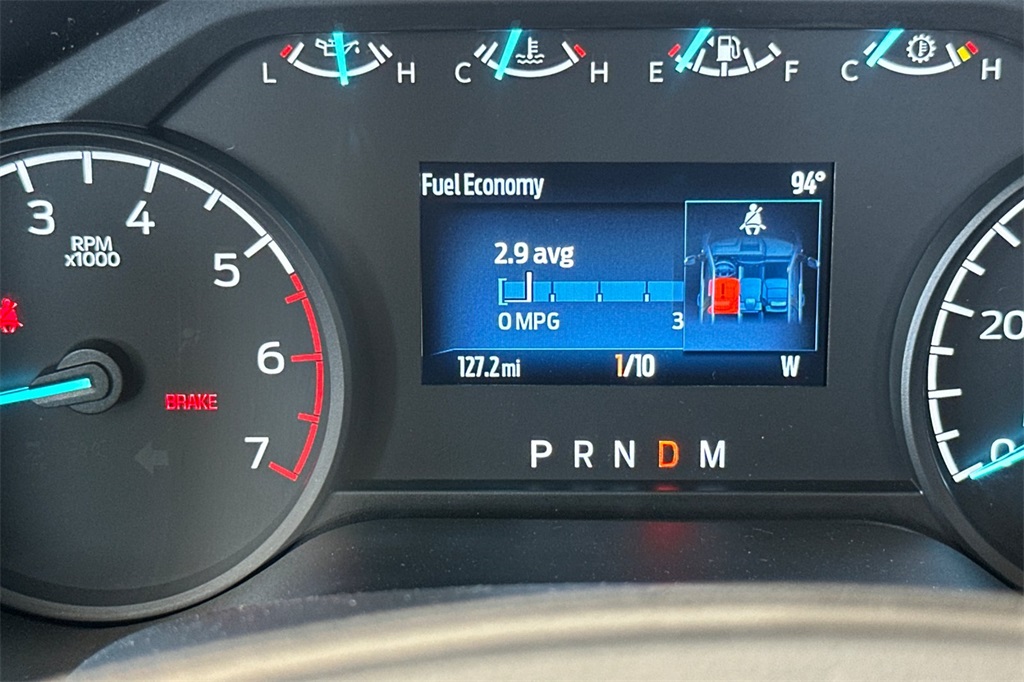 L H C H E F C H
Fuel Economy 94°
2.9 avg
0 MPG 3
127.2 mi 1/10 W
P R N D M
3 4 5 6 7
RPM
x1000
BRAKE
20
0